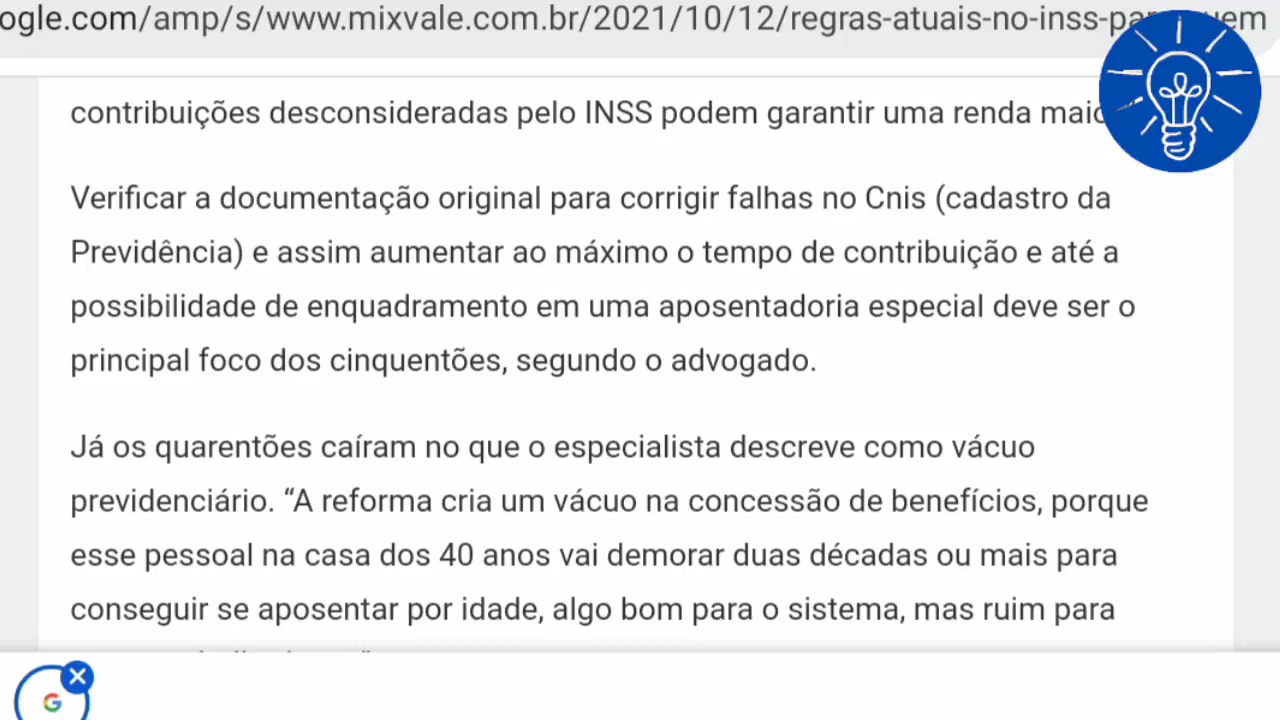 ogle.com/amp/s/www.mixvale.com.br/2021/10/12/regras-atuais-no-inss-
contribuições desconsideradas pelo INSS podem garantir uma renda
Verificar a documentação original para corrigir falhas no Cnis (cadastro da
Previdência) e assim aumentar ao máximo o tempo de contribuição e até a
possibilidade de enquadramento em uma aposentadoria especial deve ser o
principal foco dos cinquentões, segundo o advogado.
Já os quarentões caíram no que o especialista descreve como vácuo
previdenciário. “A reforma cria um vácuo na concessão de benefícios, porque
esse pessoal na casa dos 40 anos vai demorar duas décadas ou mais para
conseguir se aposentar por idade, algo bom para o sistema, mas ruim para